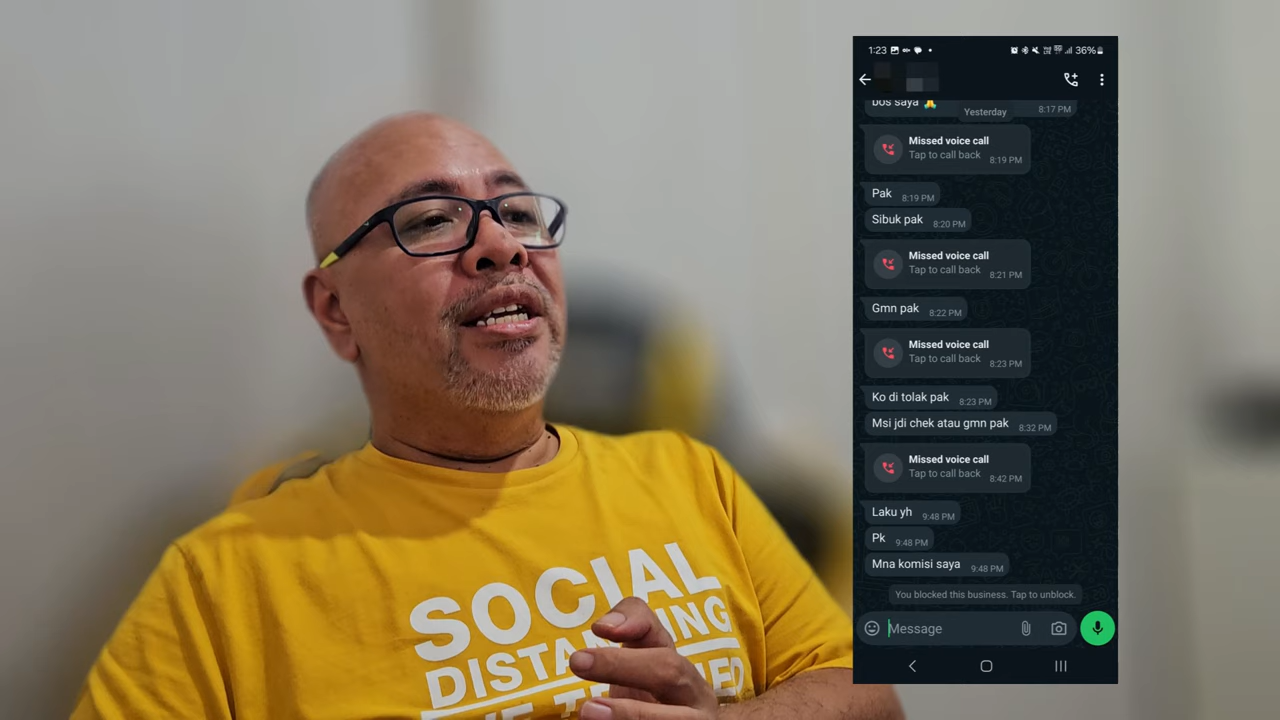 SOCIAL
DISTANCING
1:23
36%
bos saya 🙏 8:17 PM
Yesterday
Missed voice call
Tap to call back 8:19 PM
Pak 8:19 PM
Sibuk pak 8:20 PM
Missed voice call
Tap to call back 8:21 PM
Gmn pak 8:22 PM
Missed voice call
Tap to call back 8:23 PM
Ko di tolak pak 8:23 PM
Msi jdi chek atau gmn pak 8:32 PM
Missed voice call
Tap to call back 8:42 PM
Laku yh 9:48 PM
Pk 9:48 PM
Mna komisi saya 9:48 PM
You blocked this business. Tap to unblock.
Message